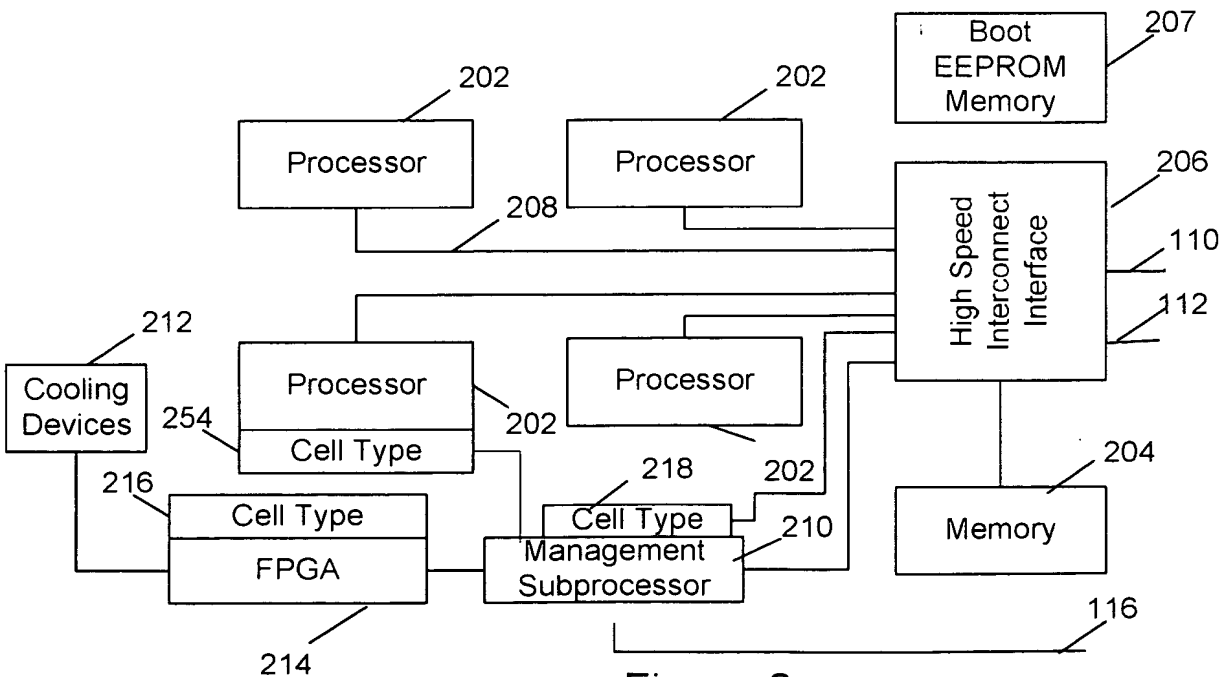 Boot
EEPROM
Memory
207
202
202
Processor
Processor
206
208
High Speed
Interconnect
Interface
110
112
212
Cooling
Devices
Processor
Processor
254
202
Cell Type
218
202
204
216
Cell Type
Cell Type
210
Memory
FPGA
Management
Subprocessor
116
214